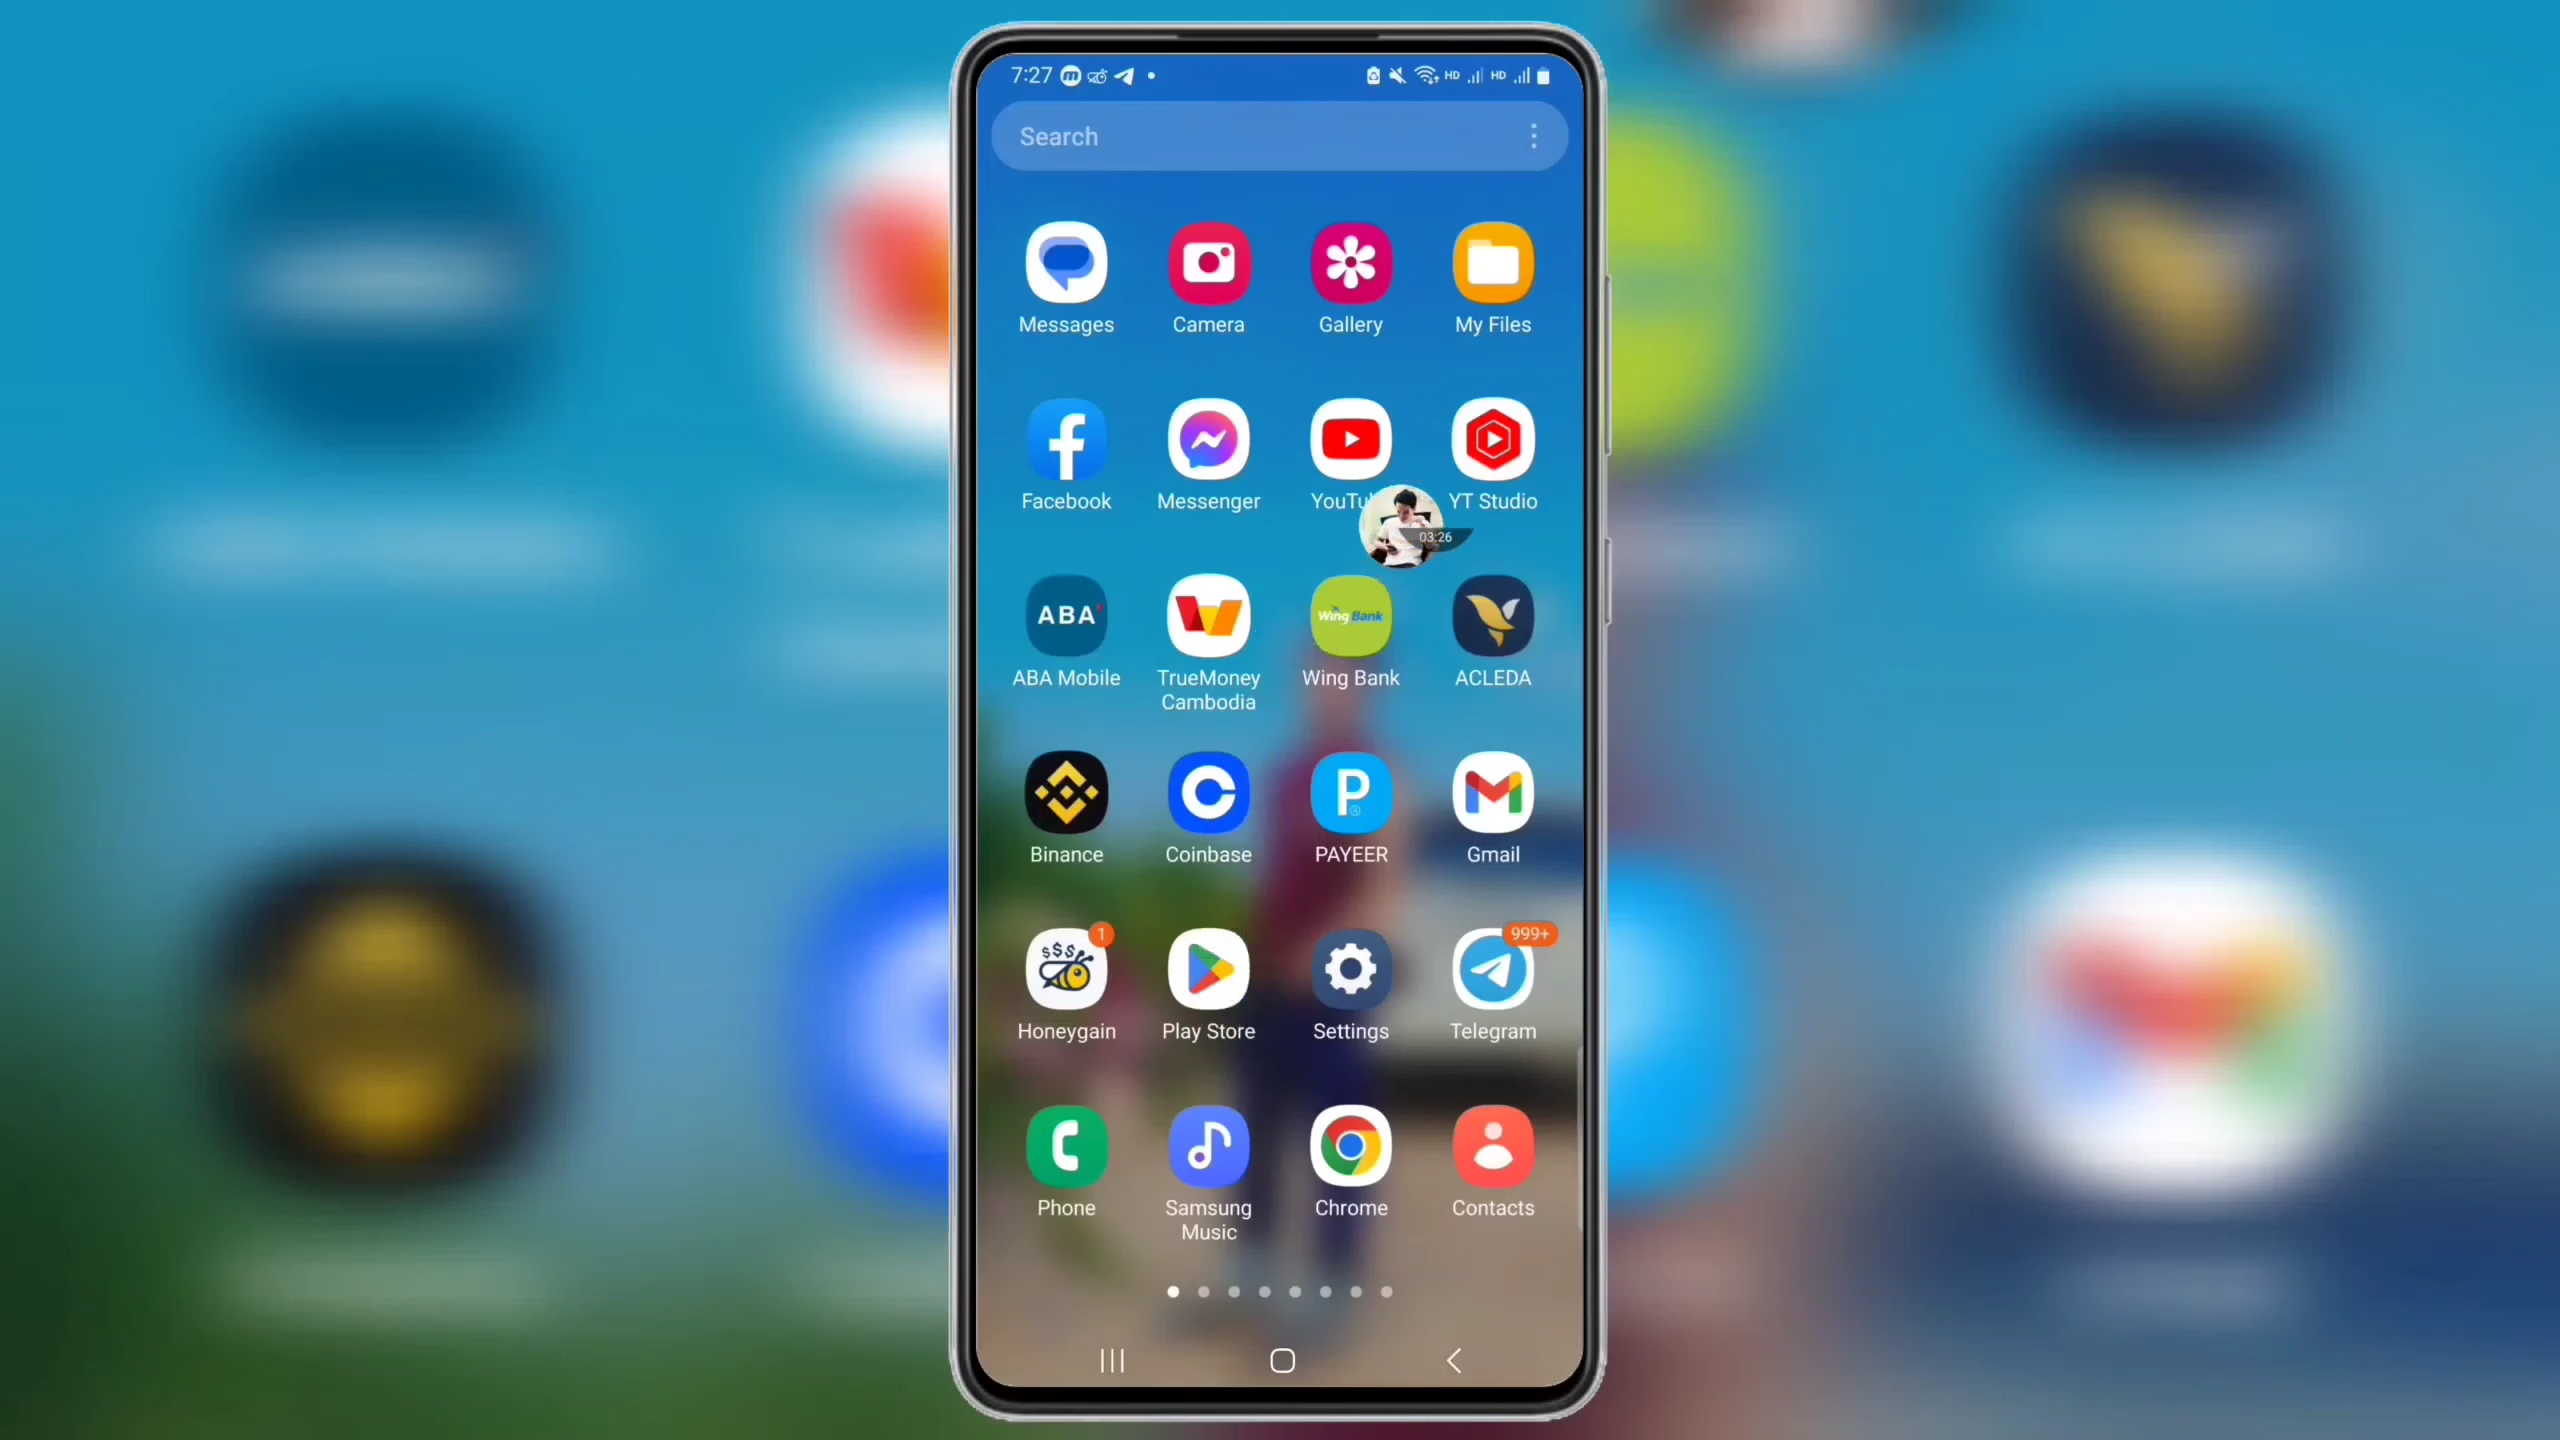 7:27
HD
HD
Search
Messages
Camera
Gallery
My Files
Facebook
Messenger
YouTu
YT Studio
03:26
ABA'
Wing Bank
ABA Mobile
TrueMoney
Cambodia
Wing Bank
ACLEDA
Binance
Coinbase
PAYEER
Gmail
$$$
1
999+
Honeygain
Play Store
Settings
Telegram
Phone
Samsung
Music
Chrome
Contacts